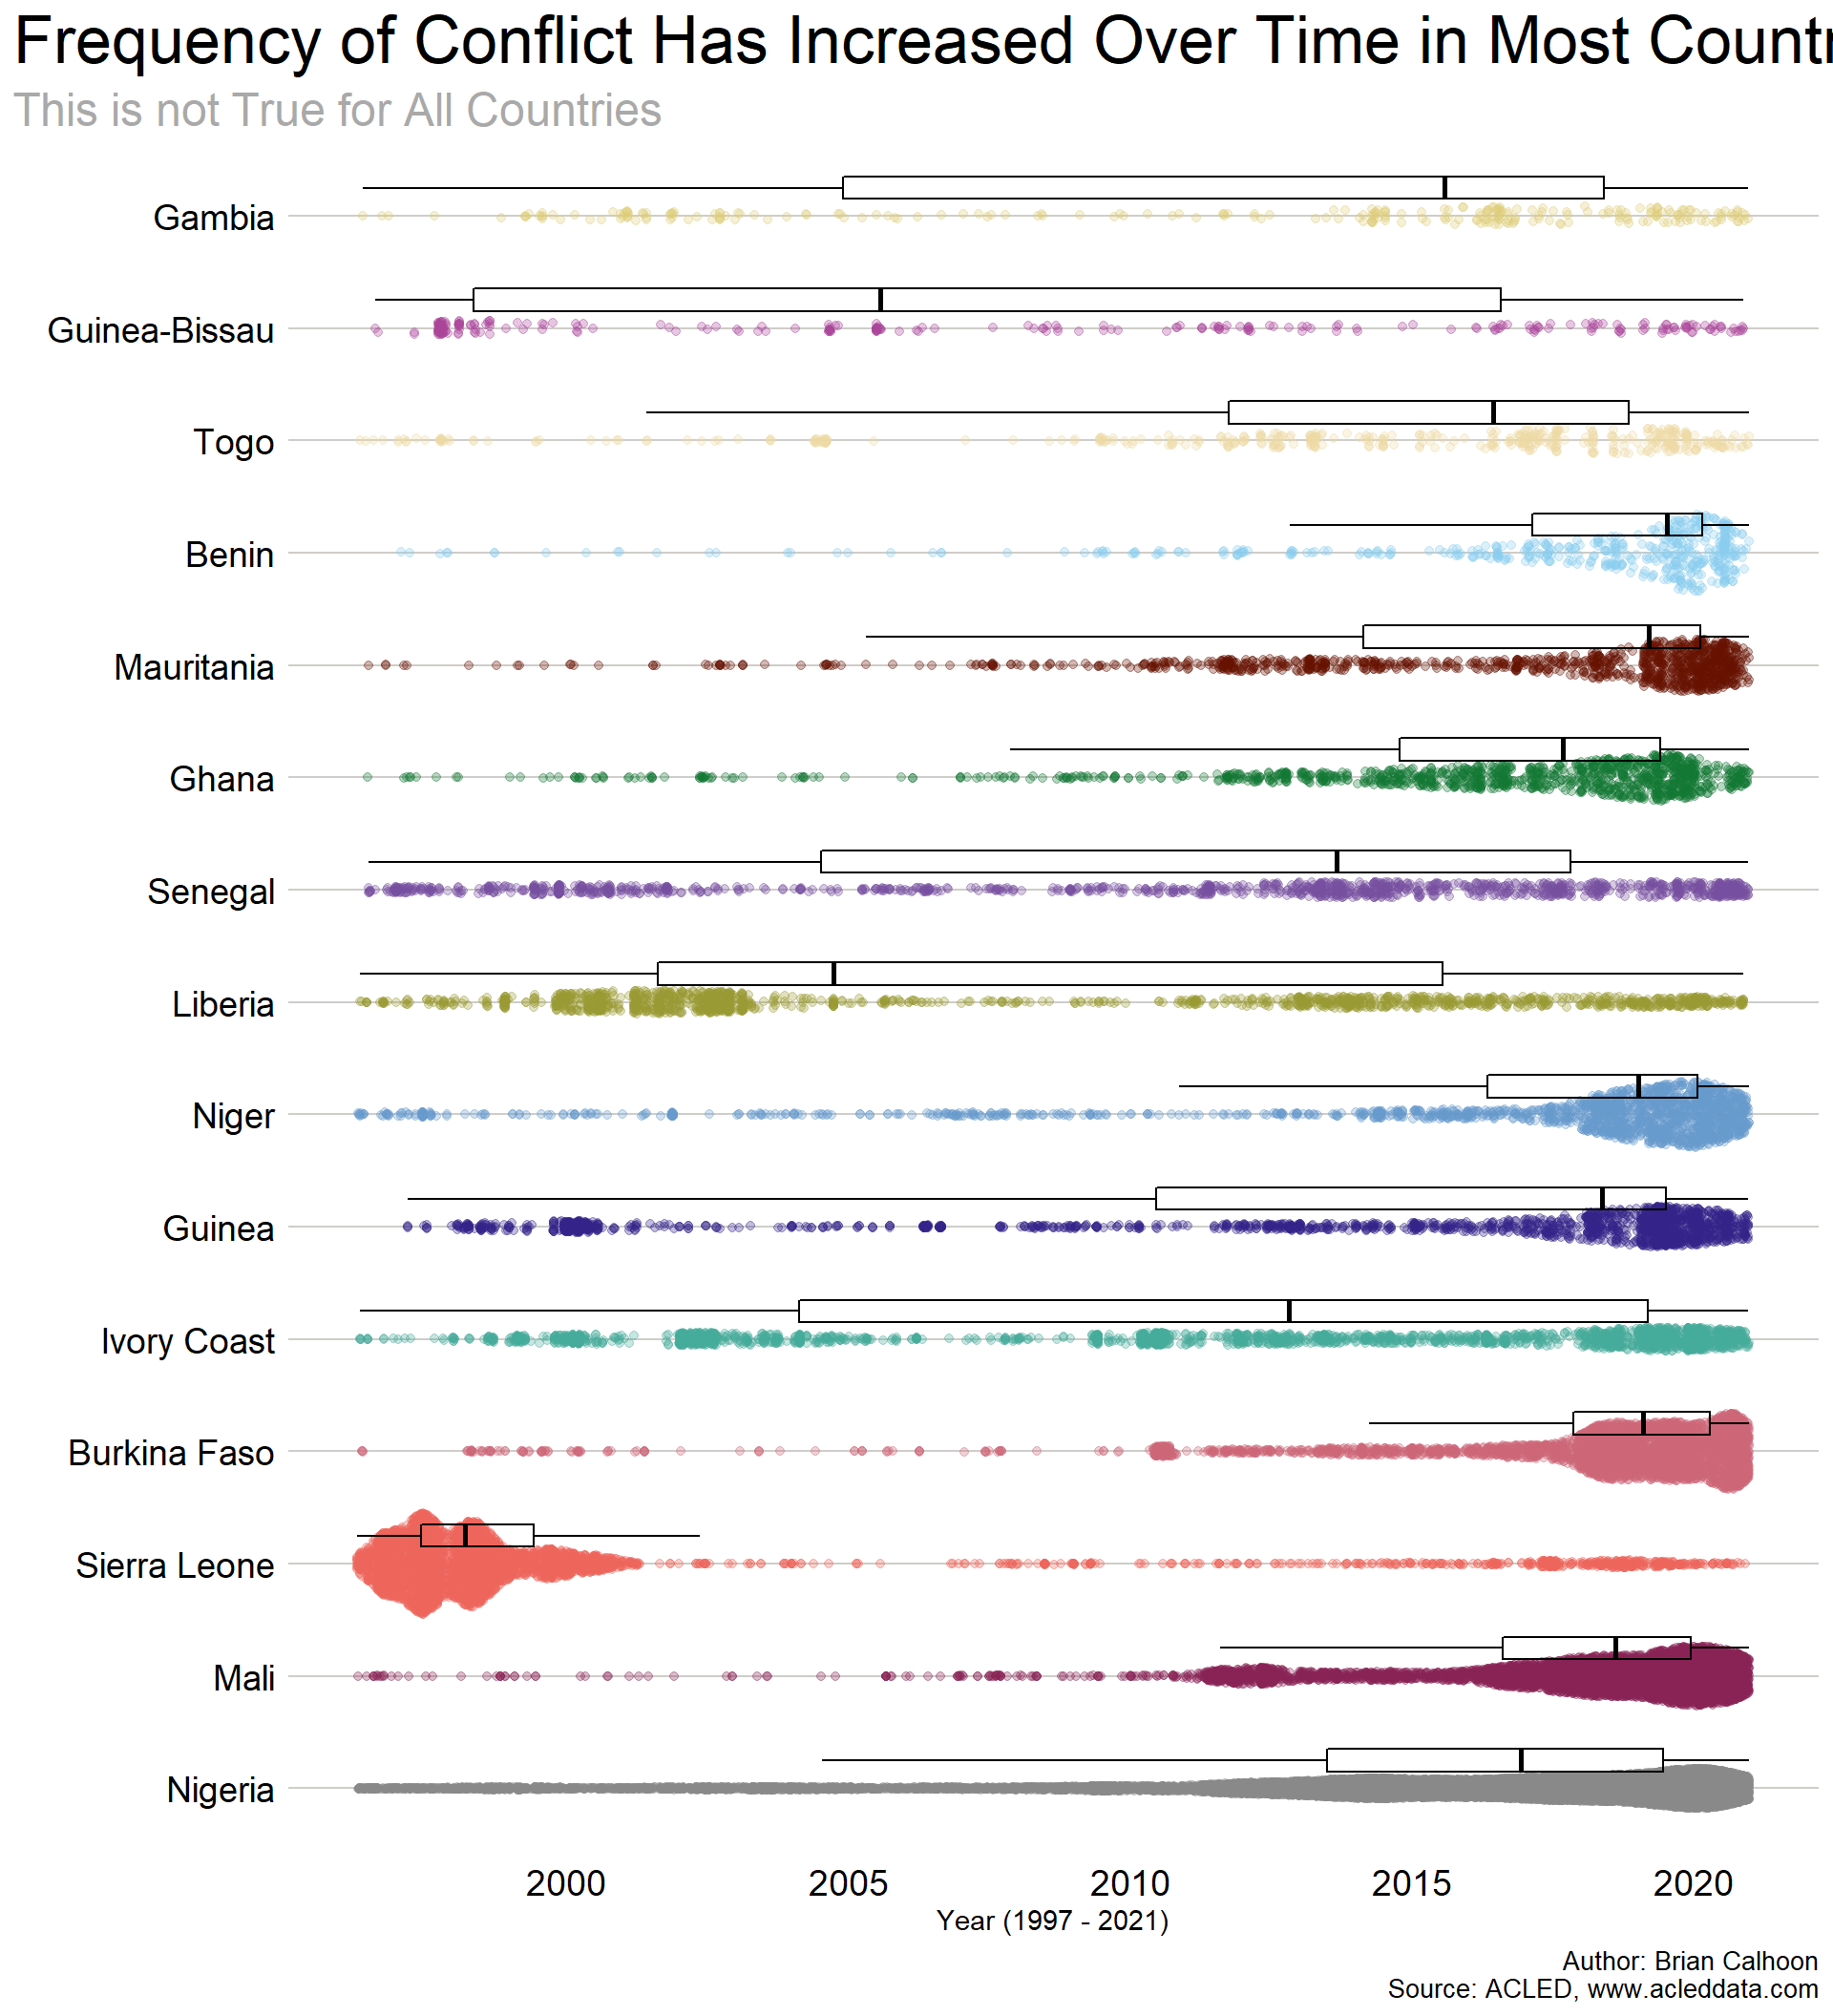 Frequency of Conflict Has Increased Over Time in Most
This is not True for All Countries
Gambia
Guinea-Bissau
Togo
Benin
Mauritania
Ghana
Senegal
Liberia
Niger
Guinea
Ivory Coast
Burkina Faso
Sierra Leone
Mali
Nigeria
2000 2005 2010 2015 2020
Year (1997 - 2021)
Author: Brian Calhoon
Source: ACLED, www.acleddata.com